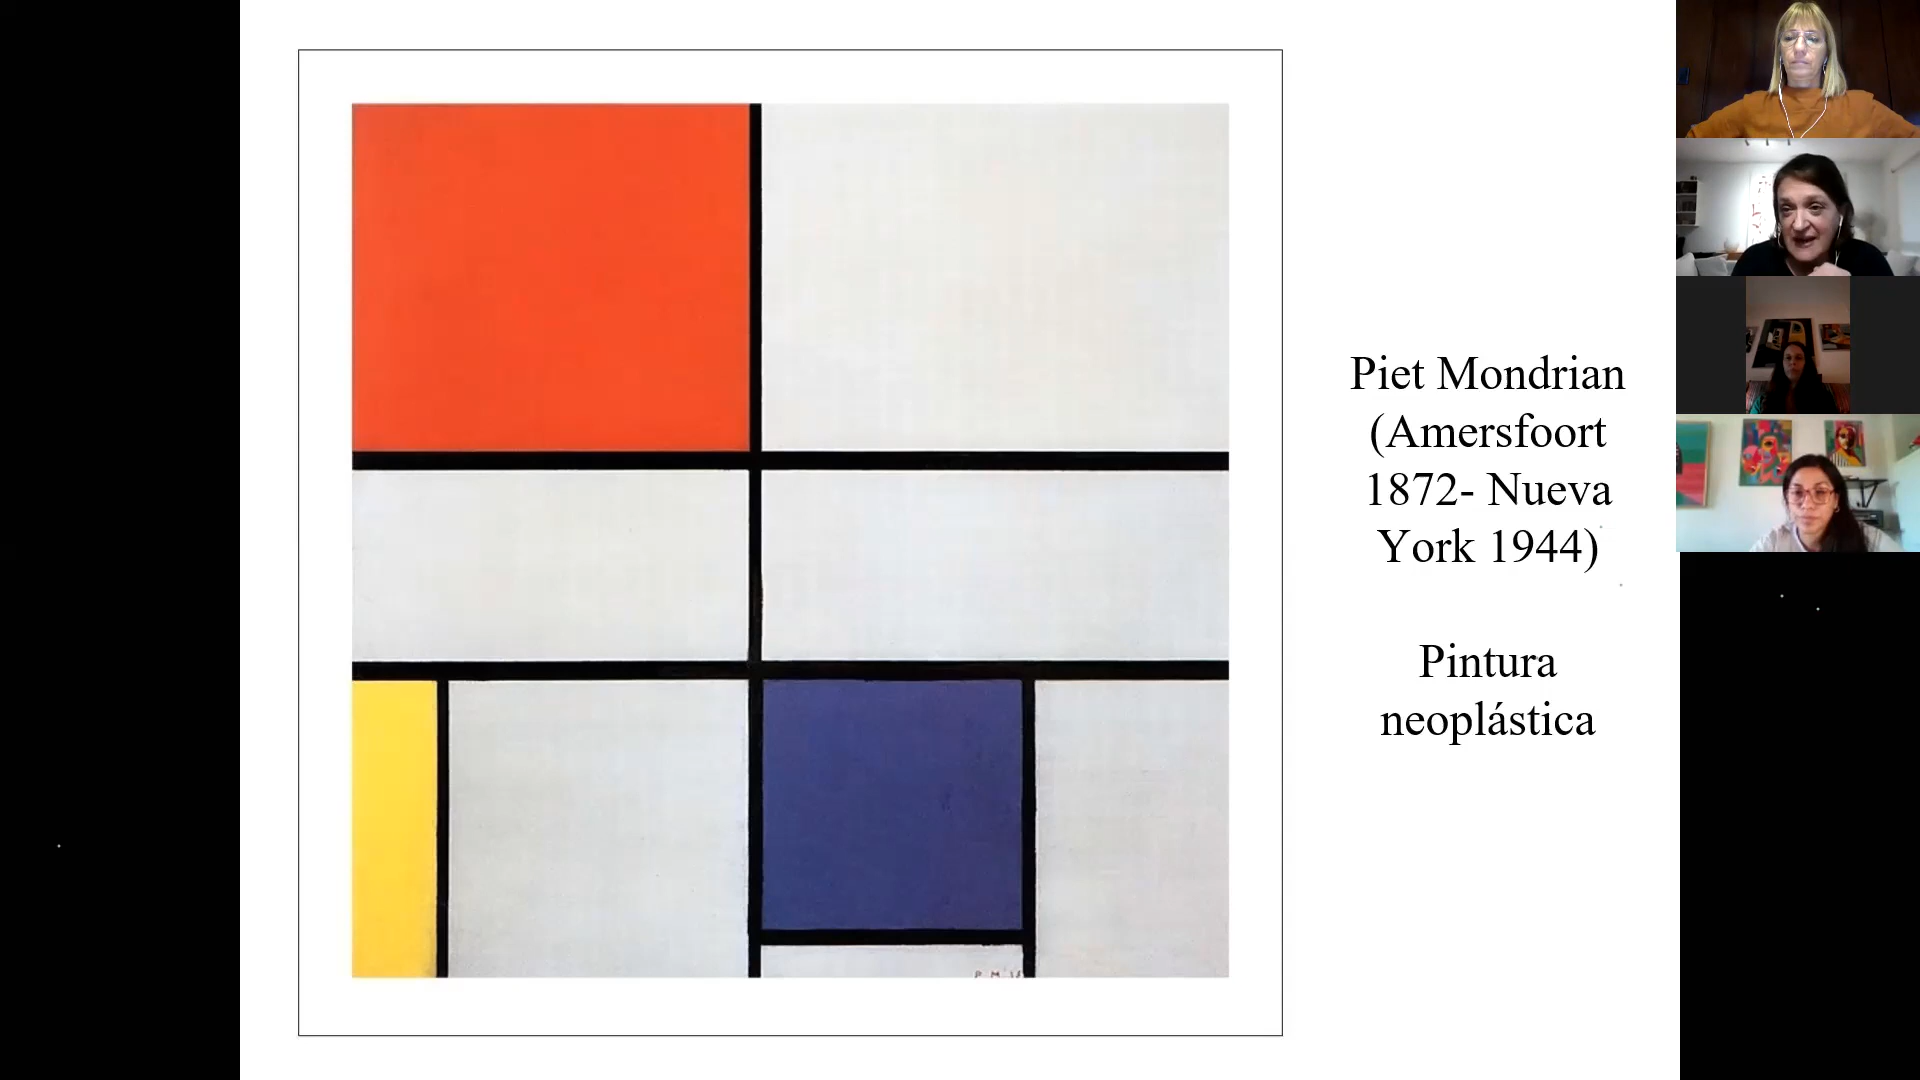 Piet Mondrian
(Amersfoort
1872- Nueva
York 1944)
Pintura
neoplástica
P M